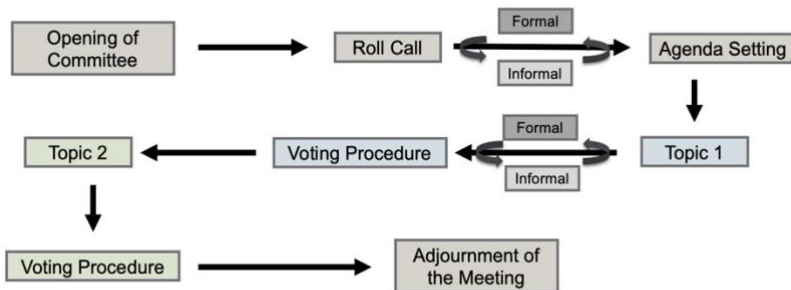 Opening of
Committee
Roll Call
Formal
Informal
Agenda Setting
Topic 1
Formal
Informal
Voting Procedure
Topic 2
Voting Procedure
Adjournment of
the Meeting